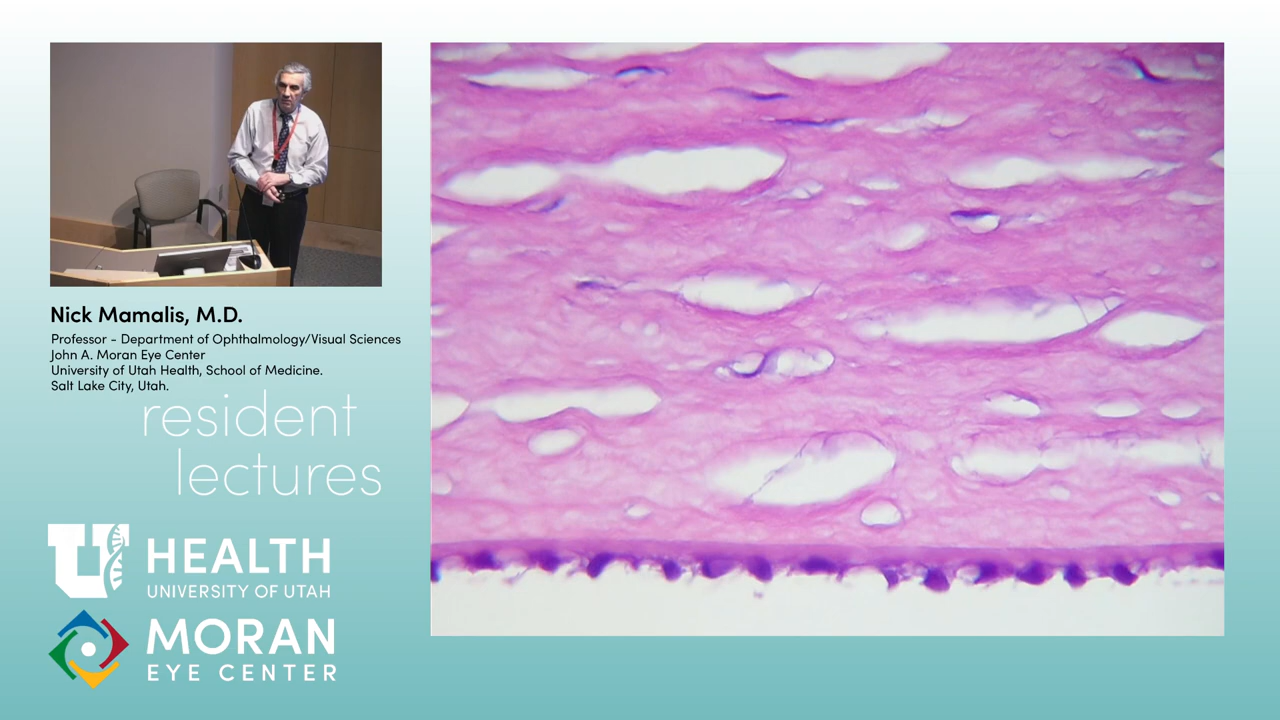 Nick Mamalis, M.D.
Professor - Department of Ophthalmology/Visual Sciences
John A. Moran Eye Center
University of Utah Health, School of Medicine.
Salt Lake City, Utah.
resident
lectures
U HEALTH
UNIVERSITY OF UTAH
MORAN
EYE CENTER